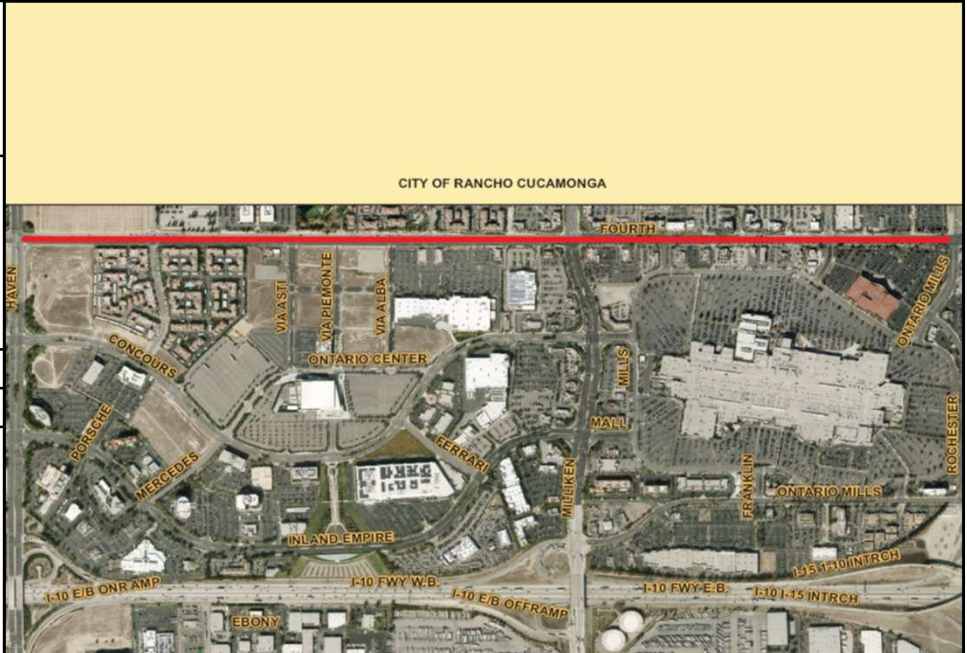 CITY OF RANCHO CUCAMONGA
FOURTH
HAVEN
VIA ASTI
VIA PIEMONTE
VIA ALBA
ONTARIO MILLS
CONCOURS
ONTARIO CENTER
MILLS
PORSCHE
MALL
ROCHESTER
FERRARI
MERCEDES
MILLIKEN
FRANKLIN
ONTARIO MILLS
INLAND EMPIRE
I-15 1-10 INTRCH
I-10 E/B ONR AMP
I-10 FWY W.B.
I-10 E/B OFFRAMP
I-10 FWY E.B.
I-10 I-15 INTRCH
EBONY